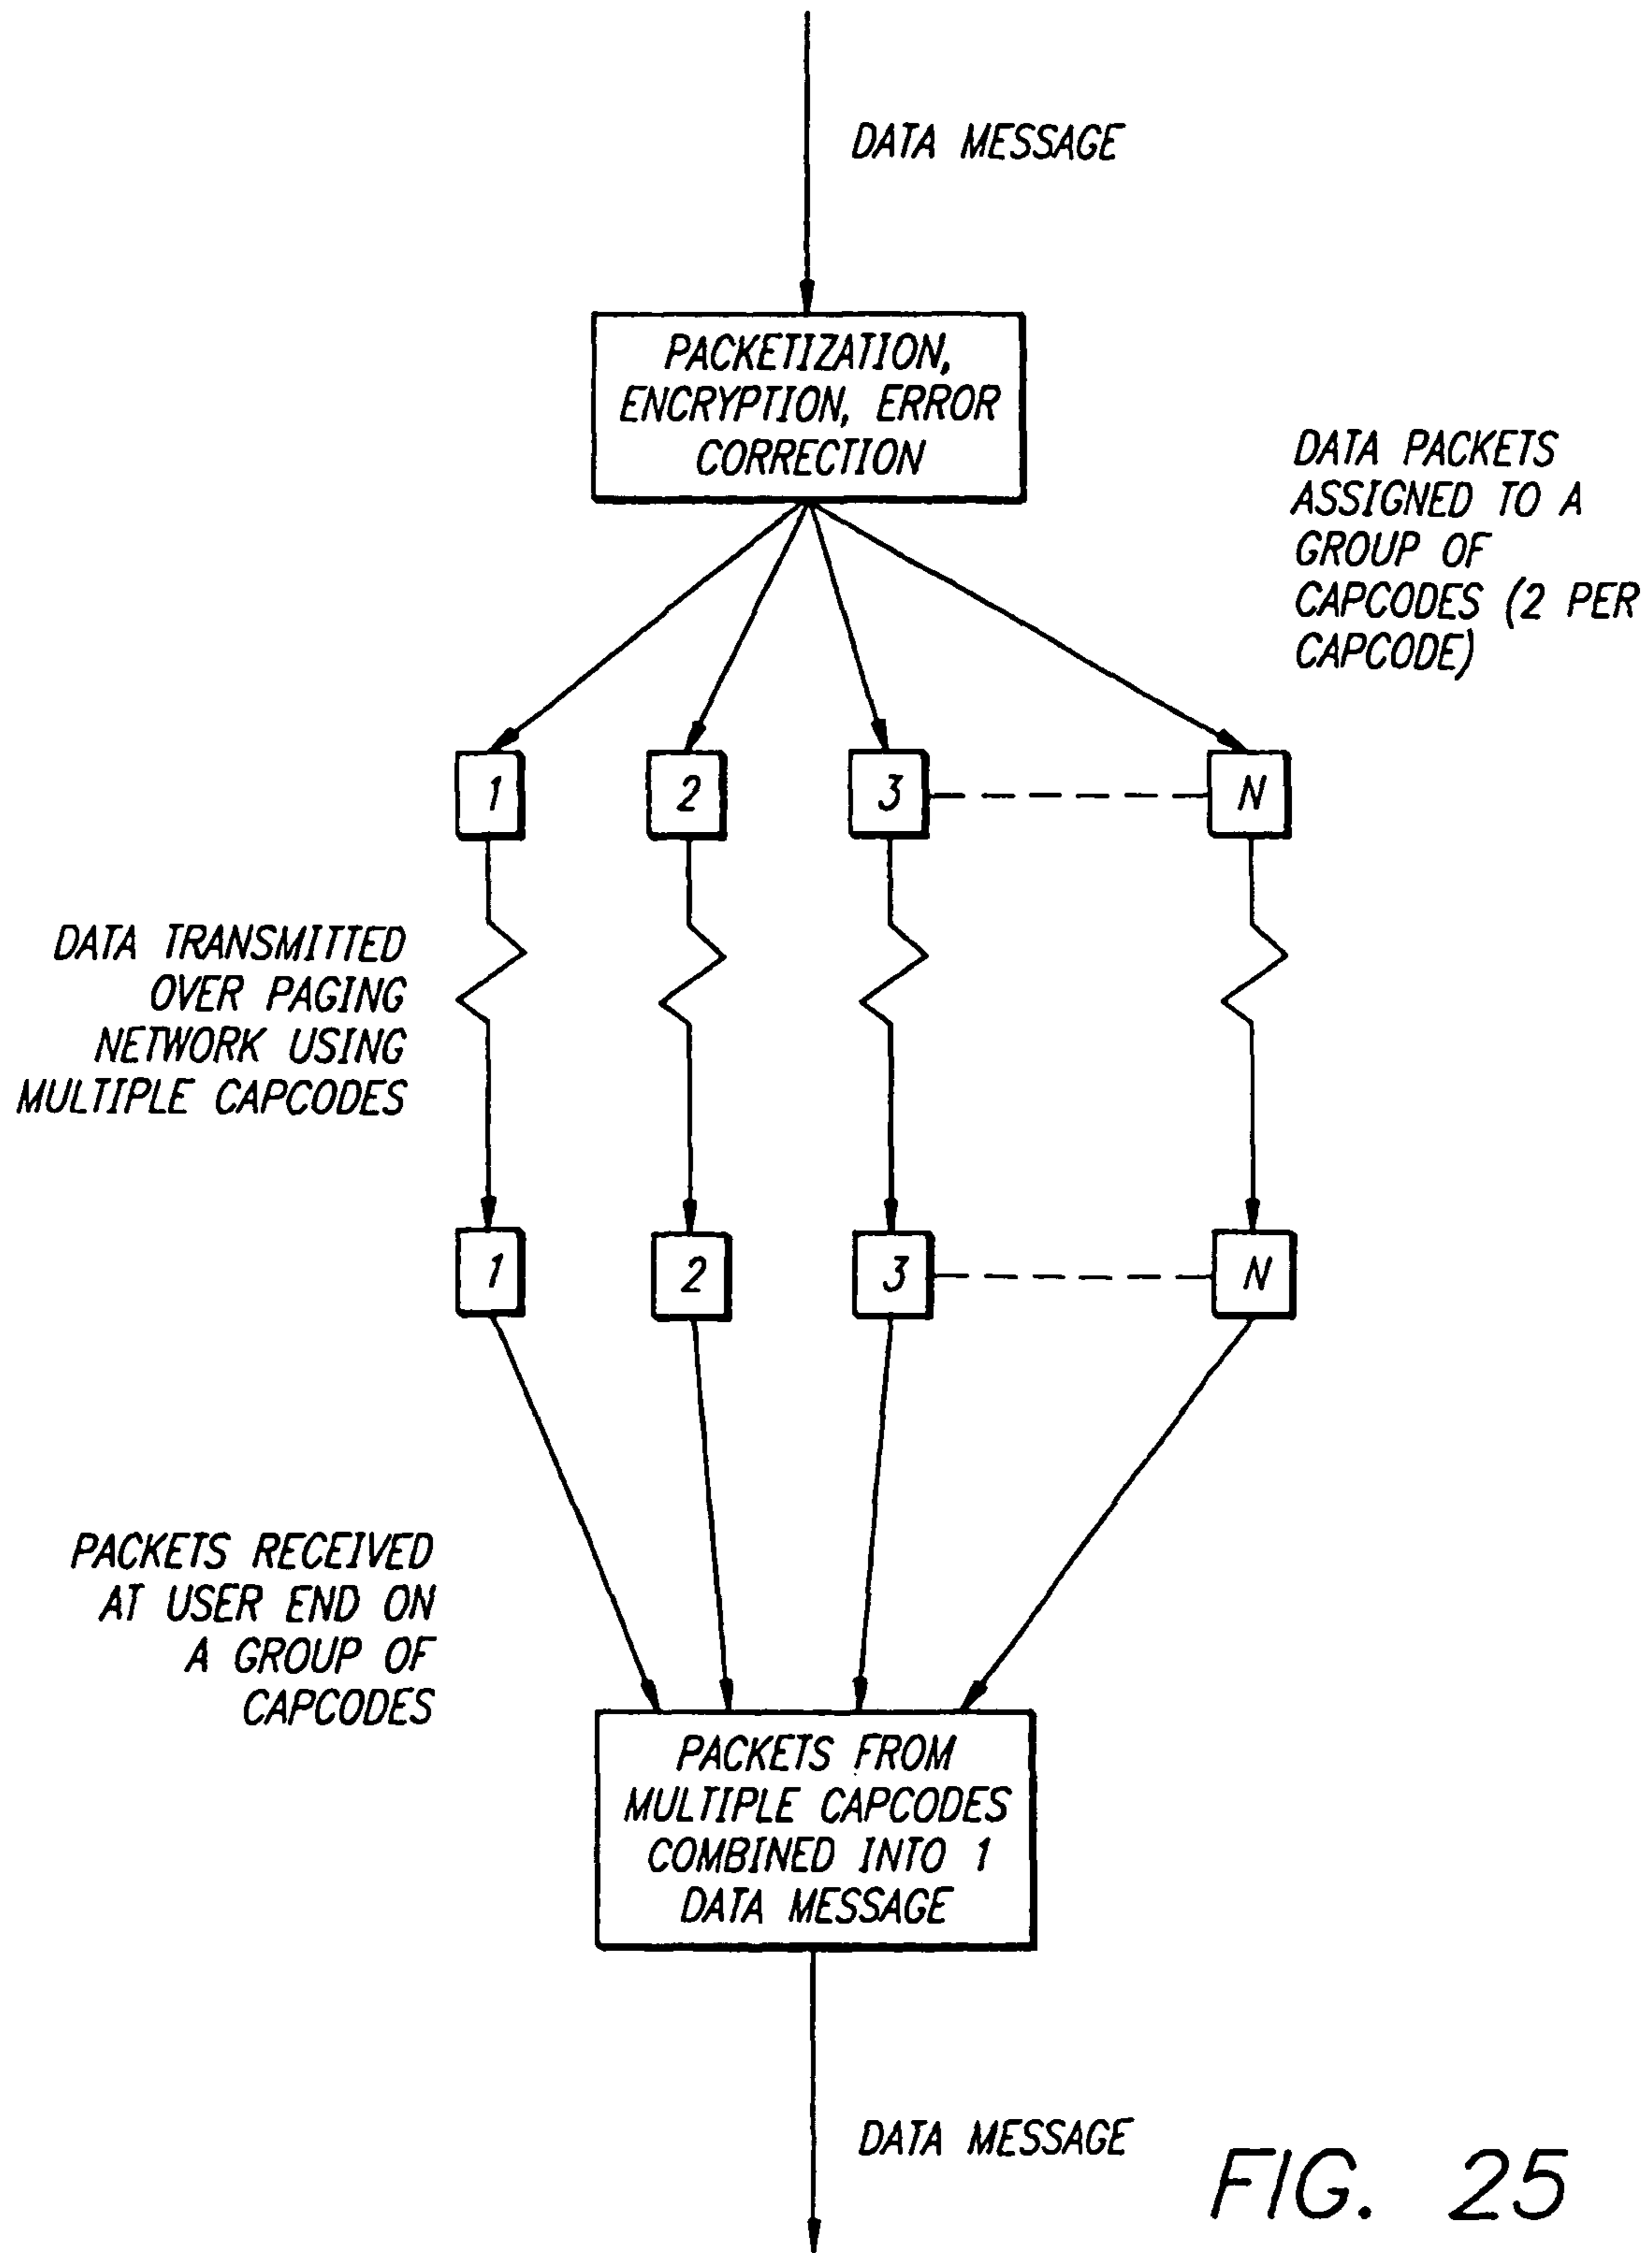 DATA MESSAGE
PACKETIZATION,
ENCRYPTION, ERROR
CORRECTION
DATA PACKETS
ASSIGNED TO A
GROUP OF
CAPCODES (2 PER
CAPCODE)
1 2 3 N
DATA TRANSMITTED
OVER PAGING
NETWORK USING
MULTIPLE CAPCODES
1 2 3 N
PACKETS RECEIVED
AT USER END ON
A GROUP OF
CAPCODES
PACKETS FROM
MULTIPLE CAPCODES
COMBINED INTO 1
DATA MESSAGE
DATA MESSAGE
FIG. 25